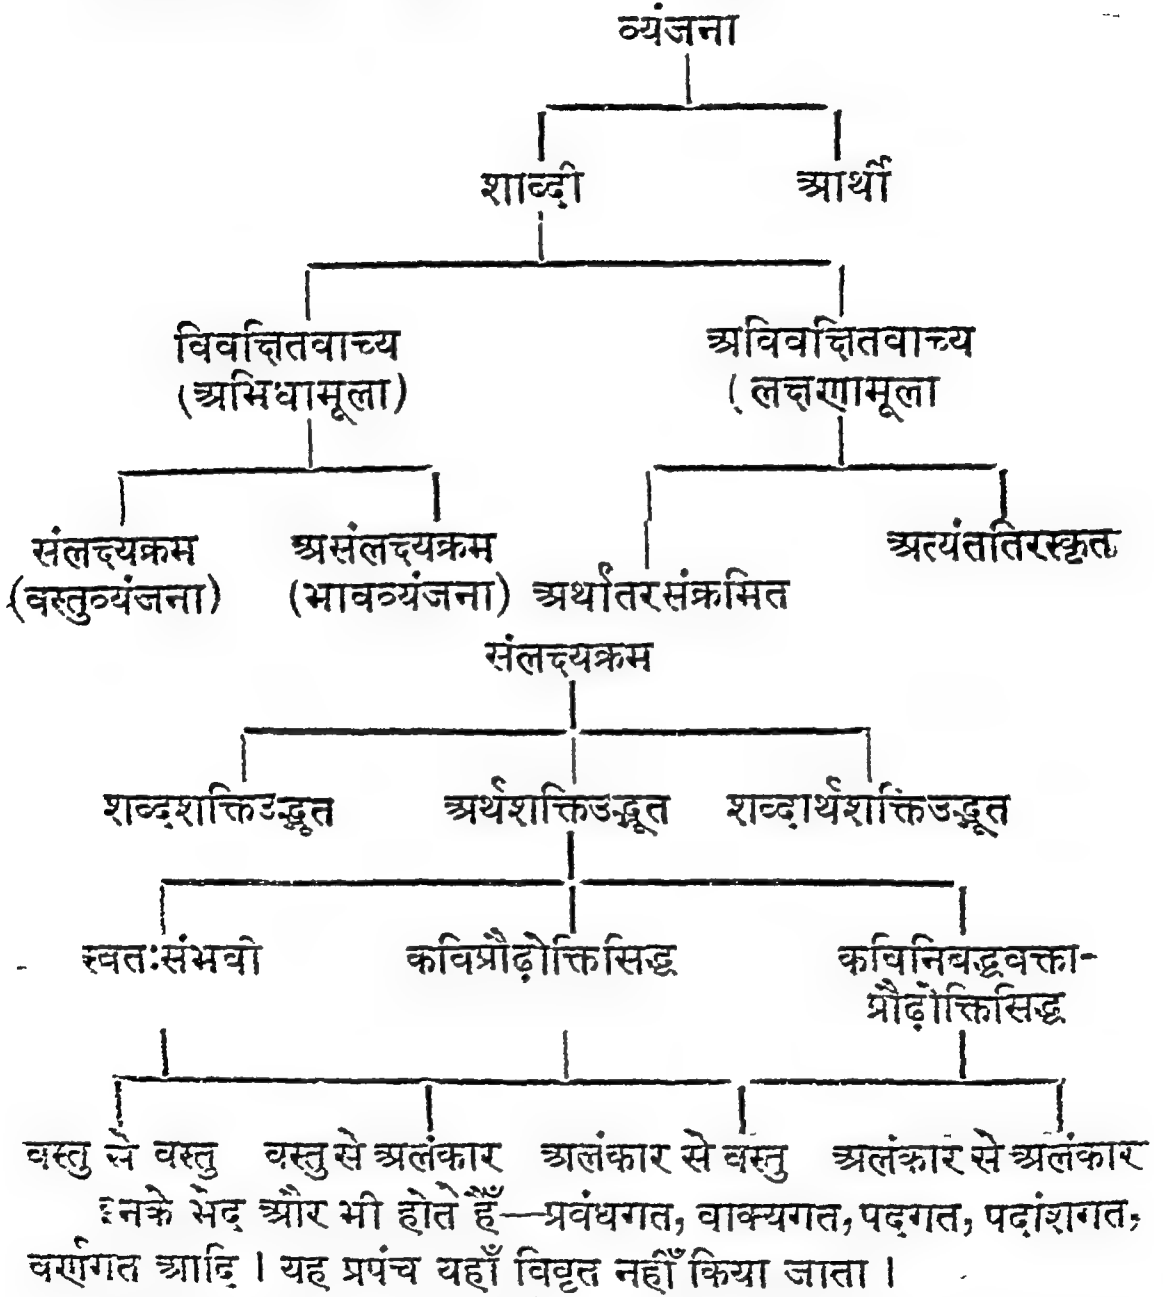 व्यंजना
शाब्दी आर्थी
विवक्षितवाच्य अविवक्षितवाच्य
(अभिधामूला) (लक्षणामूला
संलक्ष्यक्रम असंलक्ष्यक्रम अत्यंततिरस्कृत
(वस्तुव्यंजना) (भावव्यंजना) अर्थांतरसंक्रमित
संलक्ष्यक्रम
शब्दशक्तिउद्भूत अर्थशक्तिउद्भूत शब्दार्थशक्तिउद्भूत
स्वतःसंभवी कविप्रौढ़ोक्तिसिद्ध कविनिबद्धवक्ता-
प्रौढ़ोक्तिसिद्ध
वस्तु से वस्तु वस्तु से अलंकार अलंकार से वस्तु अलंकार से अलंकार
इनके भेद और भी होते हैँ—प्रबंधगत, वाक्यगत, पदगत, पदांशगत,
वर्णगत आदि । यह प्रपंच यहाँ विवृत नहीँ किया जाता ।